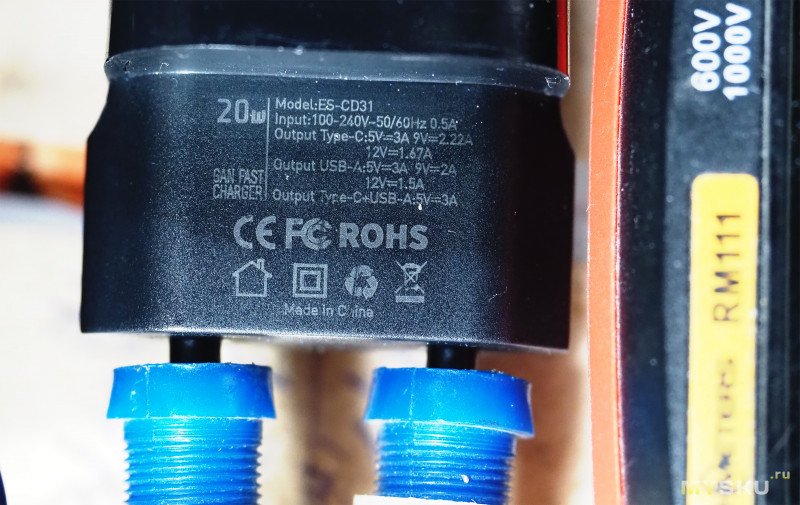 20W
Model:ES-CD31
Input:100-240V~50/60Hz 0.5A
Output Type-C:5V⎓3A 9V⎓2.22A
12V⎓1.67A
GAN FAST
CHARGER
Output USB-A:5V⎓3A 9V⎓2A
12V⎓1.5A
Output Type-C+USB-A:5V⎓3A
CE FC ROHS
Made in China
600V
1000V
RM111
MYSKU.ru